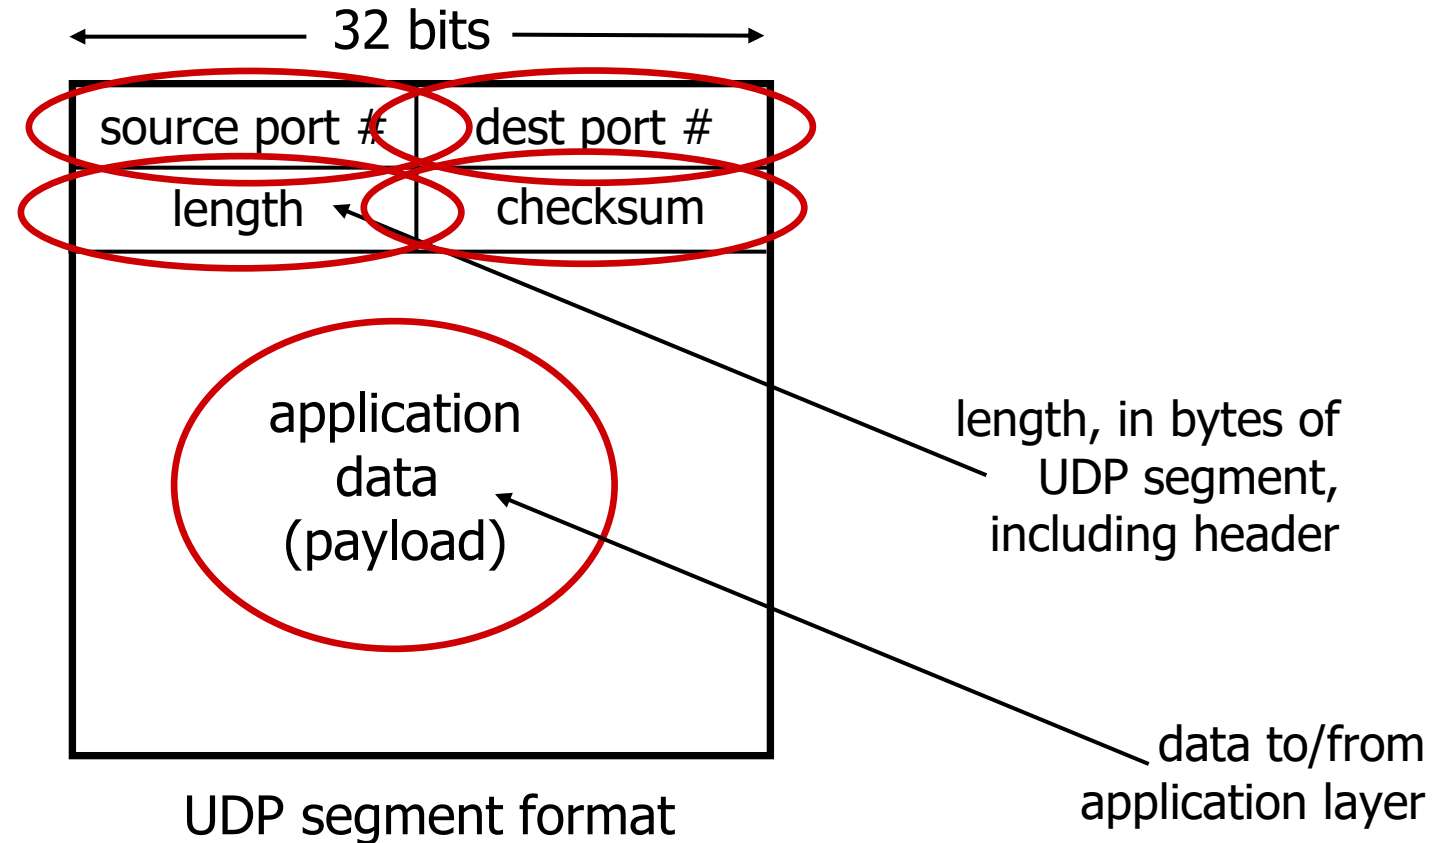 32 bits
source port #
dest port #
length
checksum
application
data
(payload)
length, in bytes of
UDP segment,
including header
data to/from
application layer
UDP segment format